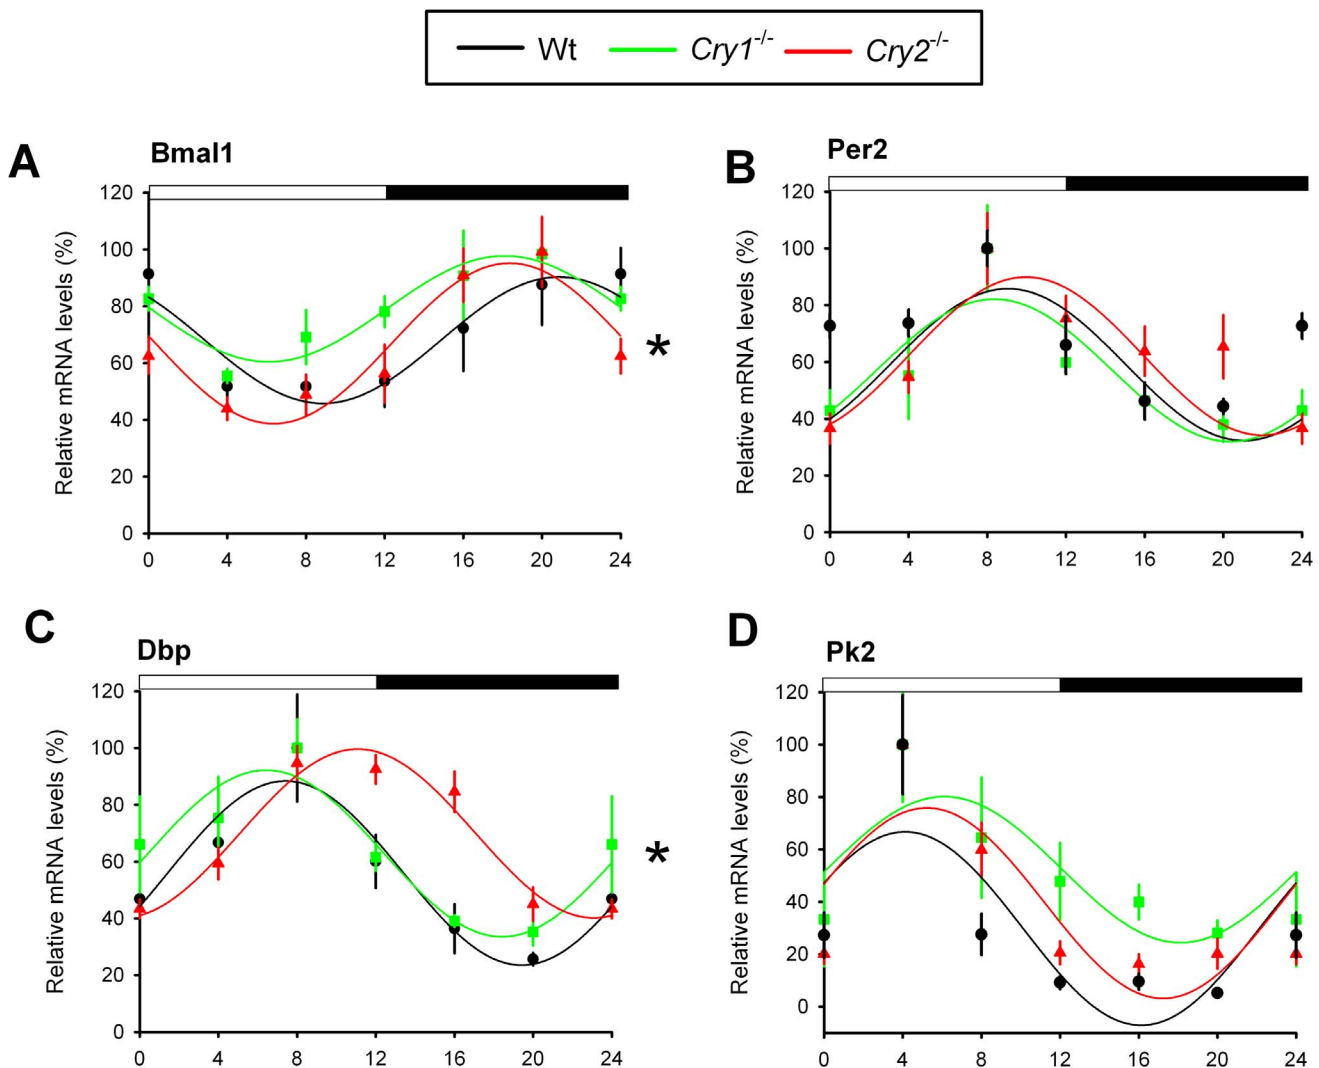 Wt Cry1-/- Cry2-/-
A Bmal1
Relative mRNA levels (%)
120
100
80
60
40
20
0
0 4 8 12 16 20 24
*
B Per2
Relative mRNA levels (%)
120
100
80
60
40
20
0
0 4 8 12 16 20 24
C Dbp
Relative mRNA levels (%)
120
100
80
60
40
20
0
0 4 8 12 16 20 24
*
D Pk2
Relative mRNA levels (%)
120
100
80
60
40
20
0
0 4 8 12 16 20 24